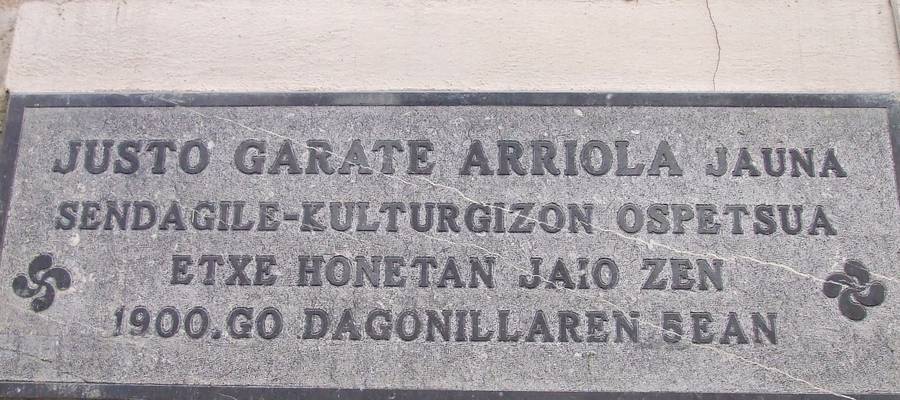 JUSTO GARATE ARRIOLA JAUNA
SENDAGILE-KULTURGIZON OSPETSUA
ETXE HONETAN JAIO ZEN
1900.GO DAGONILLAREN 5EAN